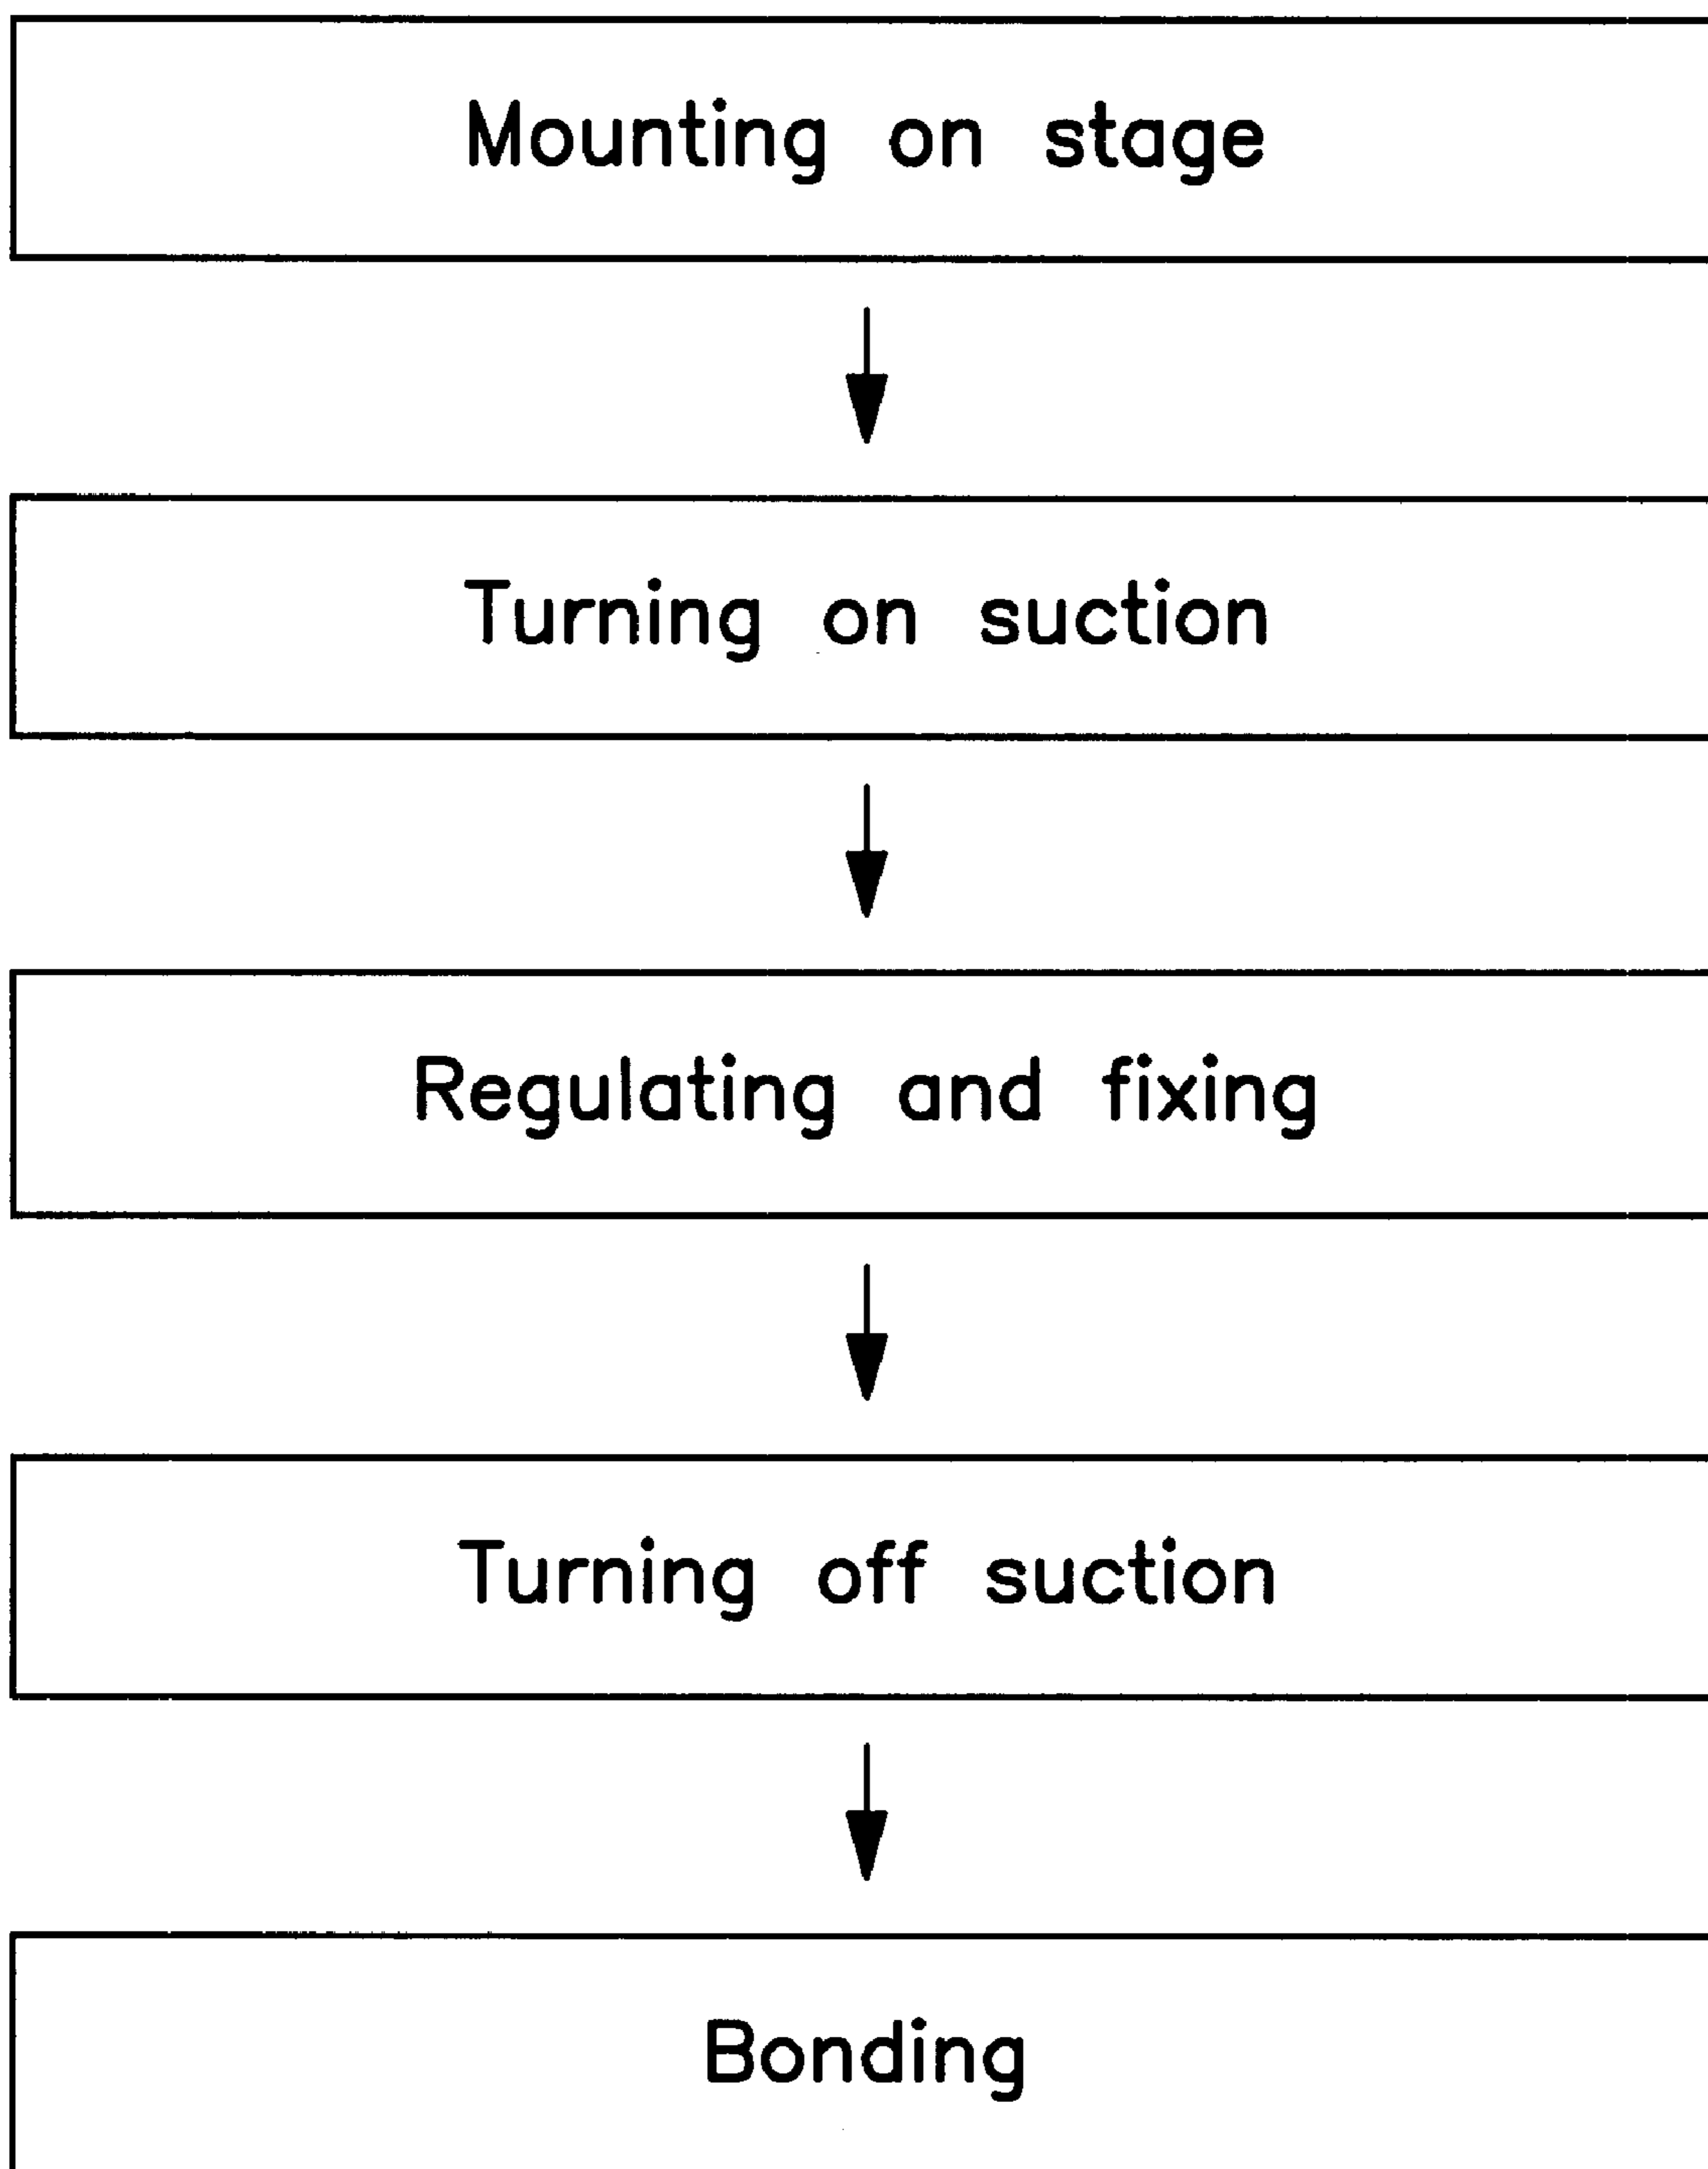 Mounting on stage
Turning on suction
Regulating and fixing
Turning off suction
Bonding